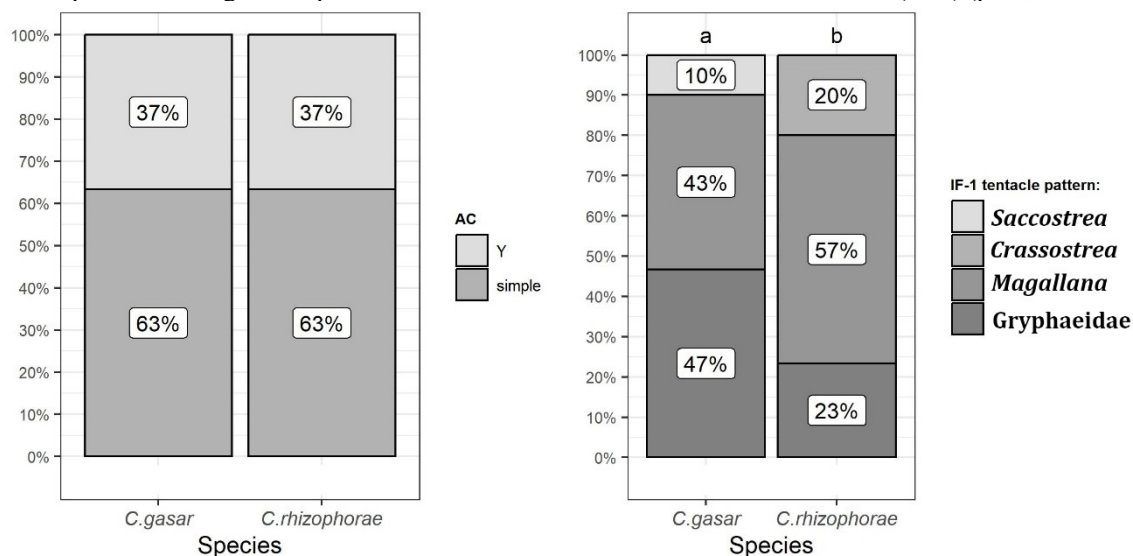 100%
90%
80%
70%
60%
50%
40%
30%
20%
10%
0%
37%
37%
63%
63%
C.gasar
C.rhizophorae
Species
AC
Y
simple
a
b
100%
90%
80%
70%
60%
50%
40%
30%
20%
10%
0%
10%
20%
43%
57%
47%
23%
C.gasar
C.rhizophorae
Species
IF-1 tentacle pattern:
Saccostrea
Crassostrea
Magallana
Gryphaeidae